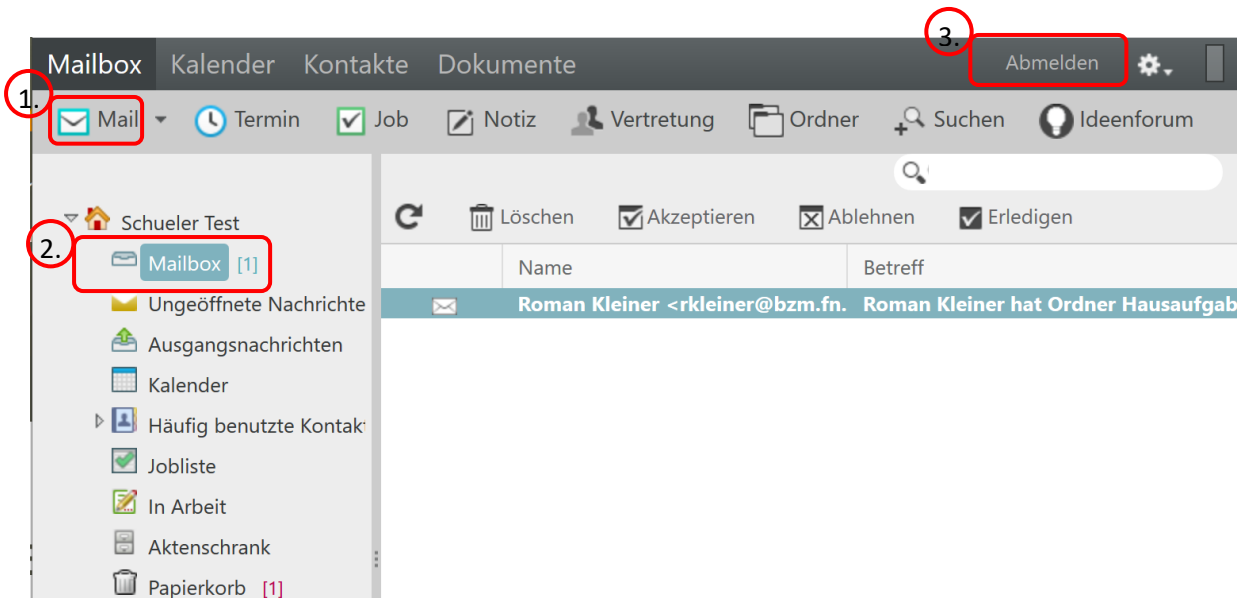 3.
Mailbox Kalender Kontakte Dokumente Abmelden
1.
Mail Termin Job Notiz Vertretung Ordner Suchen Ideenforum
Löschen Akzeptieren Ablehnen Erledigen
Name Betreff
Roman Kleiner <rkleiner@bzm.fn. Roman Kleiner hat Ordner Hausaufgab
Schueler Test
2.
Mailbox [1]
Ungeöffnete Nachrichte
Ausgangsnachrichten
Kalender
Häufig benutzte Kontak
Jobliste
In Arbeit
Aktenschrank
Papierkorb [1]